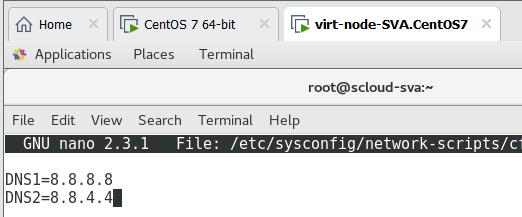 Home CentOS 7 64-bit virt-node-SVA.CentOS7
Applications Places Terminal
root@scloud-sva:~
File Edit View Search Terminal Help
GNU nano 2.3.1 File: /etc/sysconfig/network-scripts/
DNS1=8.8.8.8
DNS2=8.8.4.4